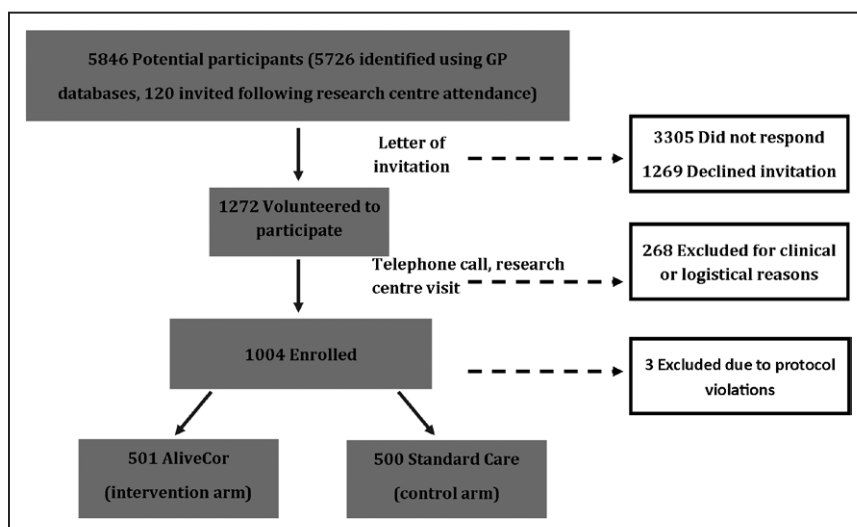 5846 Potential participants (5726 identified using GP
databases, 120 invited following research centre attendance)
Letter of
invitation
3305 Did not respond
1269 Declined invitation
1272 Volunteered to
participate
Telephone call, research
centre visit
268 Excluded for clinical
or logistical reasons
1004 Enrolled
3 Excluded due to protocol
violations
501 AliveCor
(intervention arm)
500 Standard Care
(control arm)